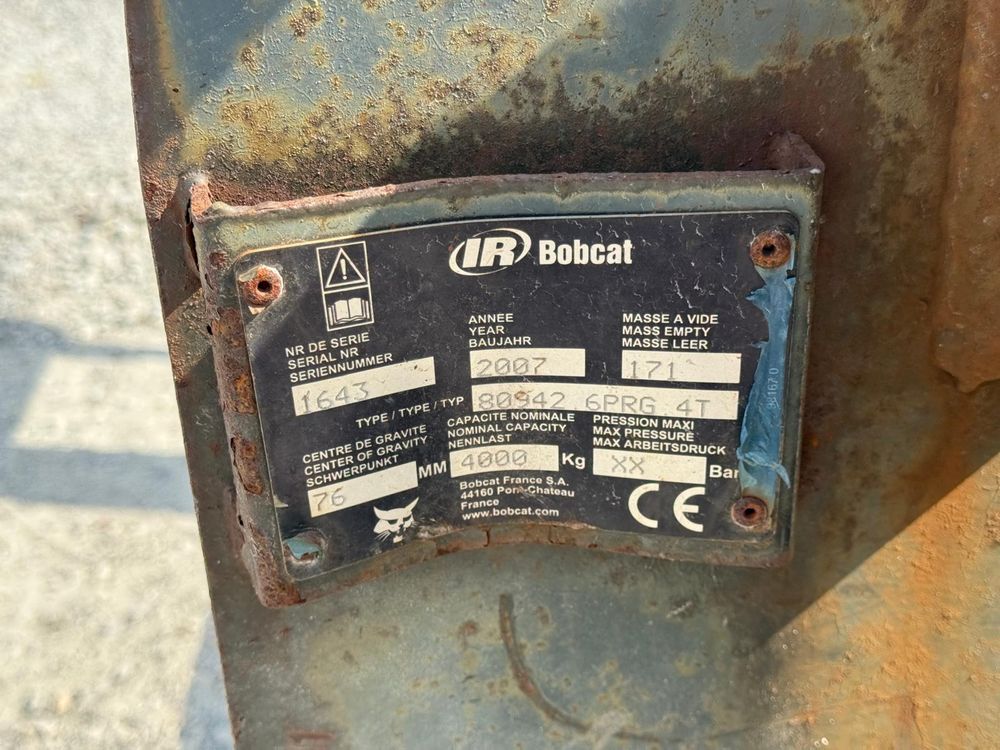 IR Bobcat
NR DE SERIE
SERIAL NR
SERIENNUMMER
1643
ANNEE
YEAR
BAUJAHR
2007
MASSE A VIDE
MASS EMPTY
MASSE LEER
171
TYPE / TYPE / TYP 80942 6PRG 4T
CENTRE DE GRAVITE
CENTER OF GRAVITY
SCHWERPUNKT
76 MM
CAPACITE NOMINALE
NOMINAL CAPACITY
NENNLAST
4000 Kg
PRESSION MAXI
MAX PRESSURE
MAX ARBEITSDRUCK
XX Bar
Bobcat France S.A.
44160 Pont-Chateau
France
www.bobcat.com
CE